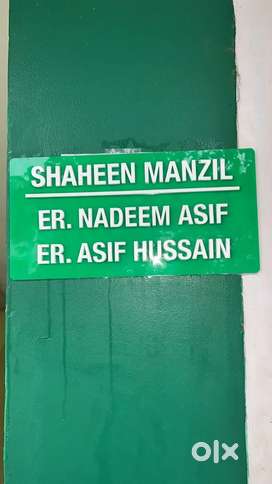 SHAHEEN MANZIL
ER. NADEEM ASIF
ER. ASIF HUSSAIN
olx